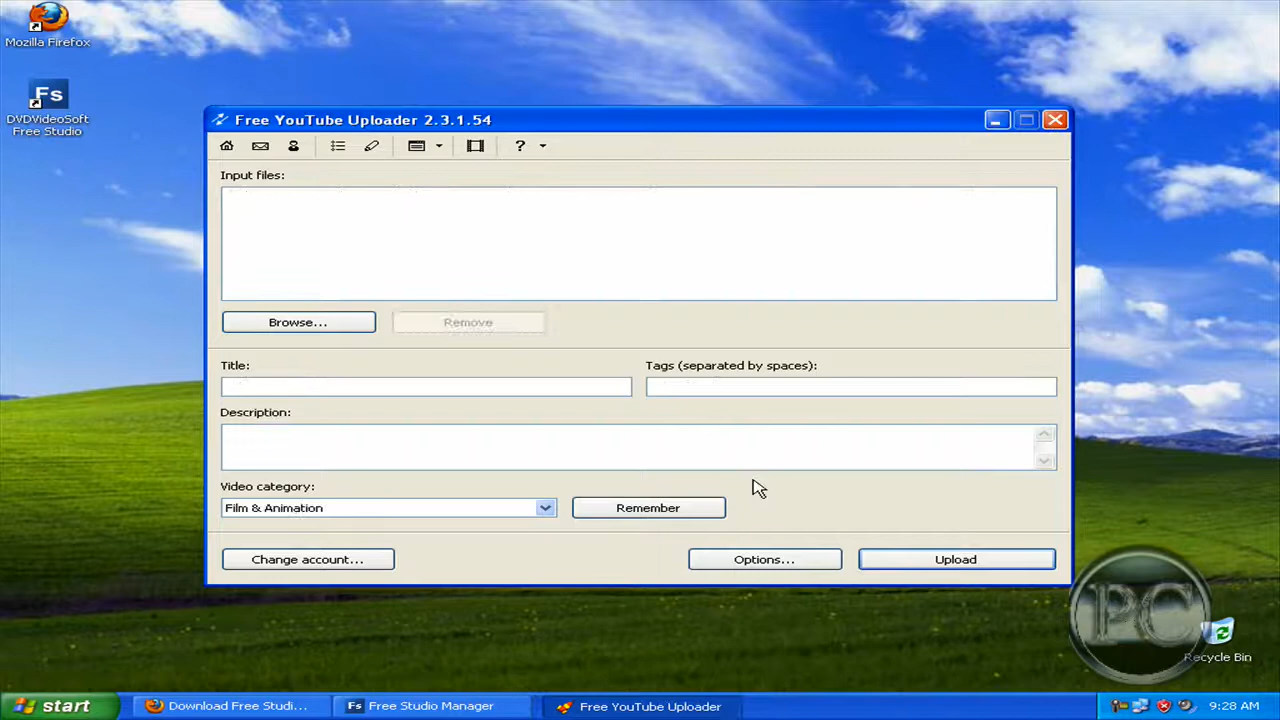 Mozilla Firefox
Fs
DVDVideoSoft
Free Studio
Free YouTube Uploader 2.3.1.54
?
Input files:
Browse...
Remove
Title:
Tags (separated by spaces):
Description:
Video category:
Film & Animation
Remember
Change account...
Options...
Upload
PC
Recycle Bin
start
Download Free Studi...
Fs Free Studio Manager
Free YouTube Uploader
9:28 AM